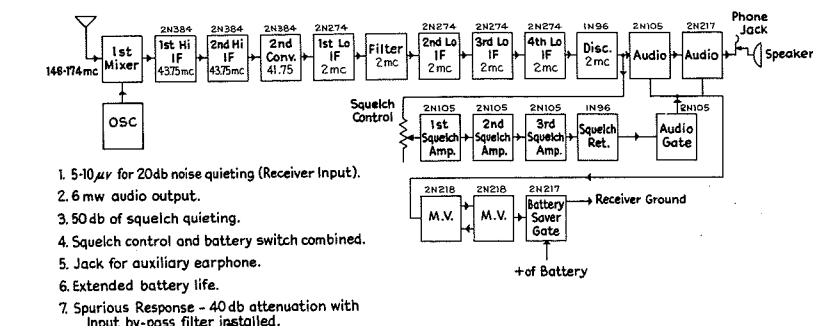 2N384 2N384 2N384 2N274 2N274 2N274 2N274 1N96 2N105 2N217
Phone
Jack
148-174mc
1st
Mixer
1st Hi
IF
43.75mc
2nd Hi
IF
43.75mc
2nd
Conv.
41.75
1st Lo
IF
2mc
Filter
2mc
2nd Lo
IF
2mc
3rd Lo
IF
2mc
4th Lo
IF
2mc
Disc.
2mc
Audio
Audio
Speaker
OSC
Squelch
Control
2N105 2N105 2N105 1N96 2N105
1st
Squelch
Amp.
2nd
Squelch
Amp.
3rd
Squelch
Amp.
Squelch
Ret.
Audio
Gate
2N218 2N218 2N217
M.V.
M.V.
Battery
Saver
Gate
Receiver Ground
+of Battery
1. 5-10μv for 20db noise quieting (Receiver Input).
2. 6 mw audio output.
3. 50 db of squelch quieting.
4. Squelch control and battery switch combined.
5. Jack for auxiliary earphone.
6. Extended battery life.
7. Spurious Response - 40 db attenuation with
Input by-pass filter installed.